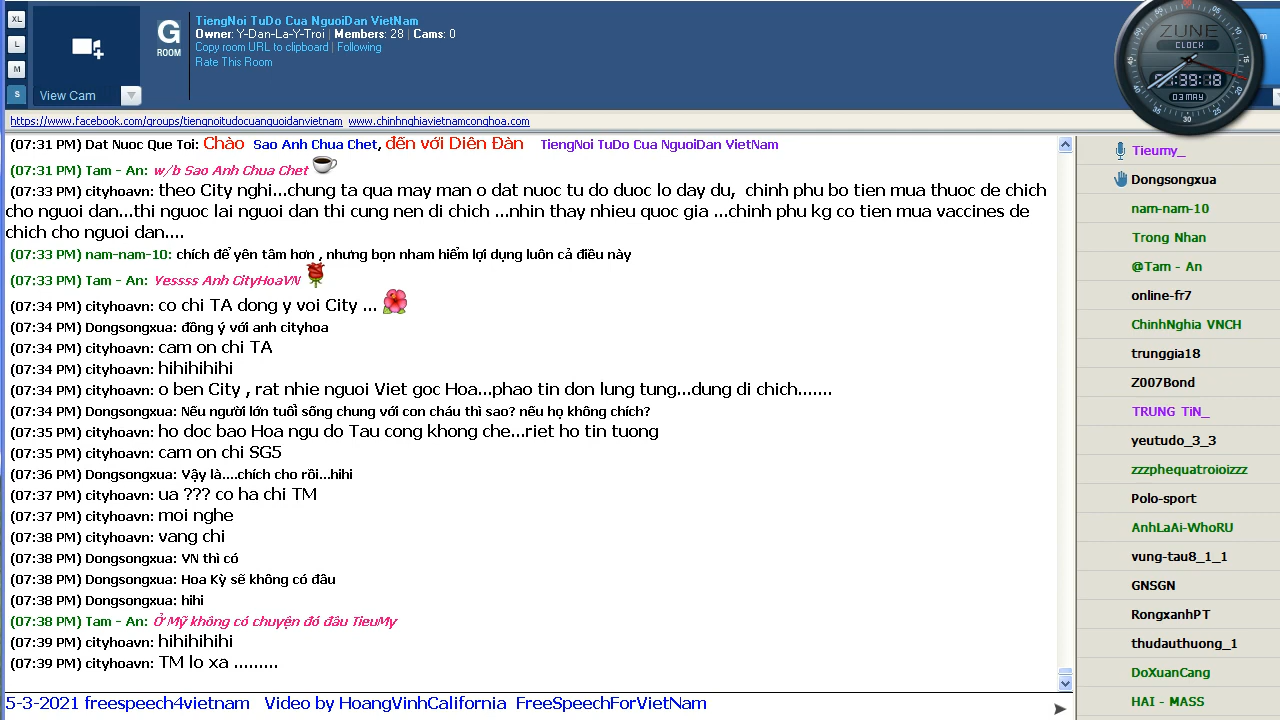 XL
L
M
S
View Cam
G
ROOM
TiengNoi TuDo Cua NguoiDan VietNam
Owner: Y-Dan-La-Y-Troi | Members: 28 | Cams: 0
Copy room URL to clipboard | Following
Rate This Room
ZUNE
CLOCK
03 MAY
https://www.facebook.com/groups/tiengnoitudocuanguoidanvietnam www.chinhnghiavietnamconghoa.com
(07:31 PM) Dat Nuoc Que Toi: Chào Sao Anh Chua Chet, đến với Diên Đàn TiengNoi TuDo Cua NguoiDan VietNam
(07:31 PM) Tam - An: w/b Sao Anh Chua Chet
(07:33 PM) cityhoavn: theo City nghi...chung ta qua may man o dat nuoc tu do duoc lo day du, chinh phu bo tien mua thuoc de chich
cho nguoi dan...thi nguoc lai nguoi dan thi cung nen di chich ...nhin thay nhieu quoc gia ...chinh phu kg co tien mua vaccines de
chich cho nguoi dan....
(07:33 PM) nam-nam-10: chích để yên tâm hơn , nhưng bọn nham hiểm lợi dụng luôn cả điều này
(07:33 PM) Tam - An: Yessss Anh CityHoaVN
(07:34 PM) cityhoavn: co chi TA dong y voi City ...
(07:34 PM) Dongsongxua: đồng ý với anh cityhoa
(07:34 PM) cityhoavn: cam on chi TA
(07:34 PM) cityhoavn: hihihihihi
(07:34 PM) cityhoavn: o ben City , rat nhie nguoi Viet goc Hoa...phao tin don lung tung...dung di chich.......
(07:34 PM) Dongsongxua: Nếu người lớn tuổi sống chung với con cháu thì sao? nếu họ không chích?
(07:35 PM) cityhoavn: ho doc bao Hoa ngu do Tau cong khong che...riet ho tin tuong
(07:35 PM) cityhoavn: cam on chi SG5
(07:36 PM) Dongsongxua: Vậy là....chích cho rồi...hihi
(07:37 PM) cityhoavn: ua ??? co ha chi TM
(07:37 PM) cityhoavn: moi nghe
(07:38 PM) cityhoavn: vang chi
(07:38 PM) Dongsongxua: VN thì có
(07:38 PM) Dongsongxua: Hoa Kỳ sẽ không có đâu
(07:38 PM) Dongsongxua: hihi
(07:38 PM) Tam - An: Ở Mỹ không có chuyện đó đâu TieuMy
(07:39 PM) cityhoavn: hihihihihi
(07:39 PM) cityhoavn: TM lo xa .........
Tieumy_
Dongsongxua
nam-nam-10
Trong Nhan
@Tam - An
online-fr7
ChinhNghia VNCH
trunggia18
Z007Bond
TRUNG TiN_
yeutudo_3_3
zzzphequatroioizzz
Polo-sport
AnhLaAi-WhoRU
vung-tau8_1_1
GNSGN
RongxanhPT
thudauthuong_1
DoXuanCang
HAI - MASS
5-3-2021 freespeech4vietnam Video by HoangVinhCalifornia FreeSpeechForVietNam